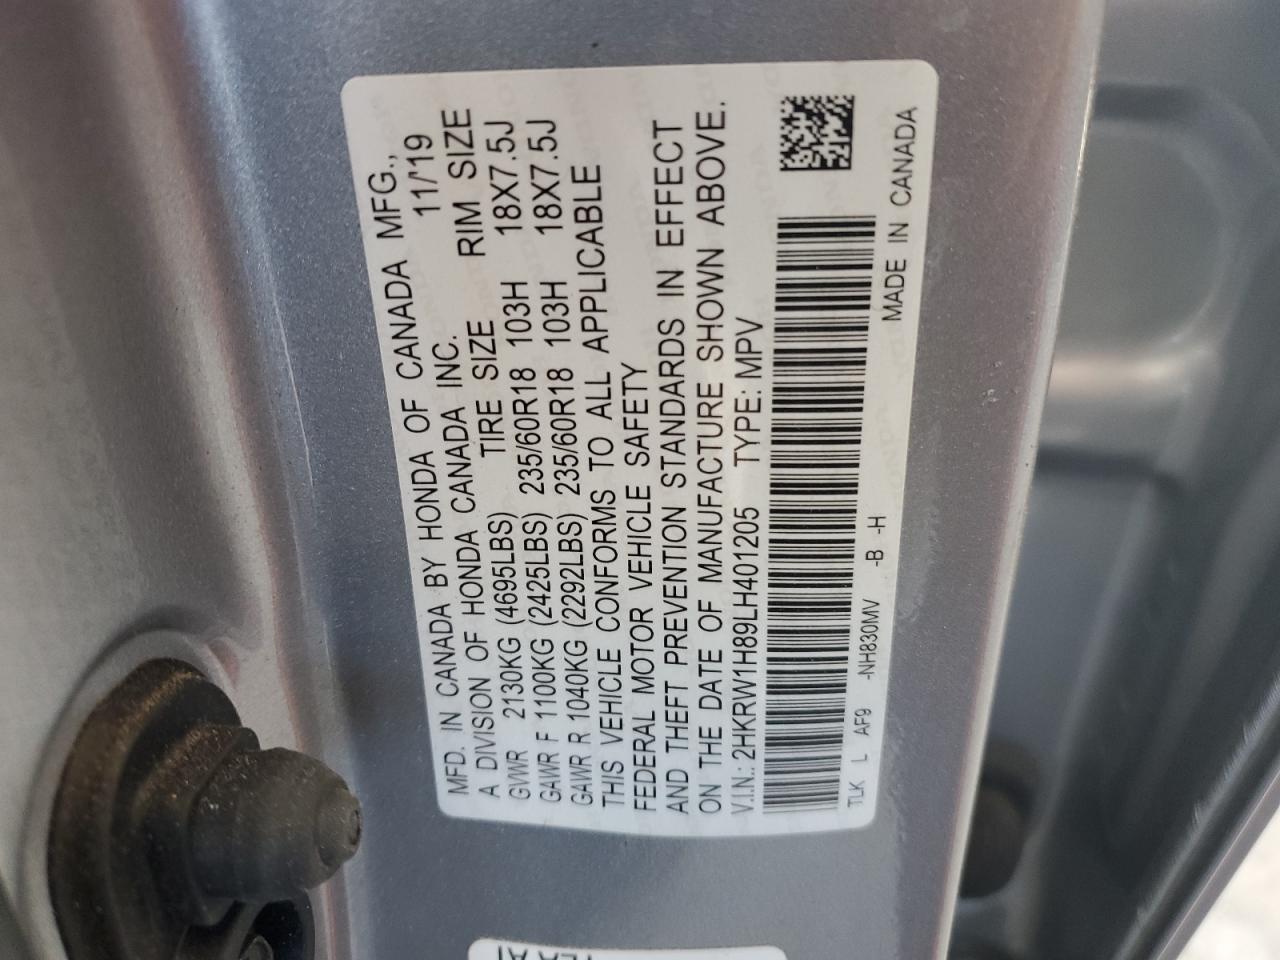 MFD. IN CANADA BY HONDA OF CANADA MFG.,
A DIVISION OF HONDA CANADA INC. 11/'19
GVWR 2130KG (4695LBS) TIRE SIZE RIM SIZE
GAWR F 1100KG (2425LBS) 235/60R18 103H 18X7.5J
GAWR R 1040KG (2292LBS) 235/60R18 103H 18X7.5J
THIS VEHICLE CONFORMS TO ALL APPLICABLE
FEDERAL MOTOR VEHICLE SAFETY
AND THEFT PREVENTION STANDARDS IN EFFECT
ON THE DATE OF MANUFACTURE SHOWN ABOVE.
V.I.N.: 2HKRW1H89LH401205 TYPE: MPV
TLK L AF9 -NH830MV -B -H MADE IN CANADA